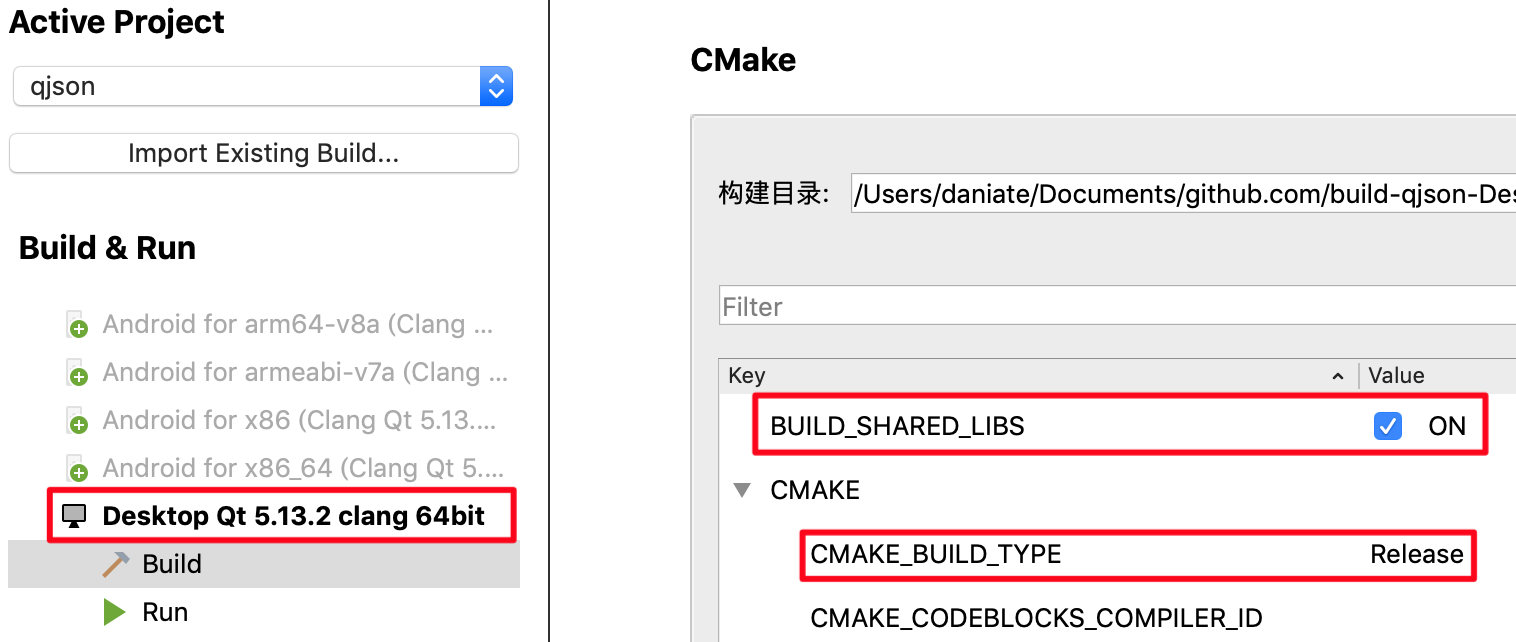 Active Project
qjson
Import Existing Build...
Build & Run
Android for arm64-v8a (Clang ...
Android for armeabi-v7a (Clang ...
Android for x86 (Clang Qt 5.13....
Android for x86_64 (Clang Qt 5....
Desktop Qt 5.13.2 clang 64bit
Build
Run
CMake
构建目录: /Users/daniate/Documents/github.com/build-qjson-Des
Filter
Key Value
BUILD_SHARED_LIBS ON
CMAKE
CMAKE_BUILD_TYPE Release
CMAKE_CODEBLOCKS_COMPILER_ID